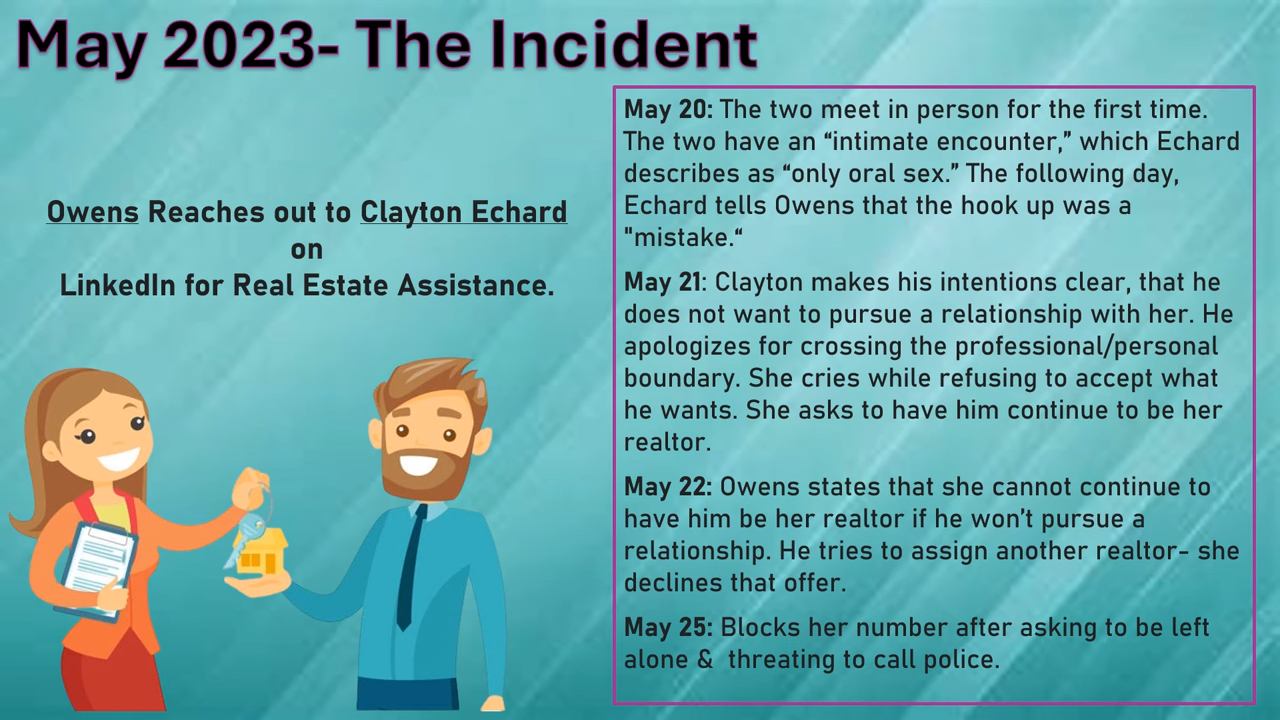 May 2023- The Incident
Owens Reaches out to Clayton Echard
on
LinkedIn for Real Estate Assistance.
May 20: The two meet in person for the first time.
The two have an “intimate encounter,” which Echard
describes as “only oral sex.” The following day,
Echard tells Owens that the hook up was a
"mistake.“
May 21: Clayton makes his intentions clear, that he
does not want to pursue a relationship with her. He
apologizes for crossing the professional/personal
boundary. She cries while refusing to accept what
he wants. She asks to have him continue to be her
realtor.
May 22: Owens states that she cannot continue to
have him be her realtor if he won’t pursue a
relationship. He tries to assign another realtor- she
declines that offer.
May 25: Blocks her number after asking to be left
alone &  threating to call police.